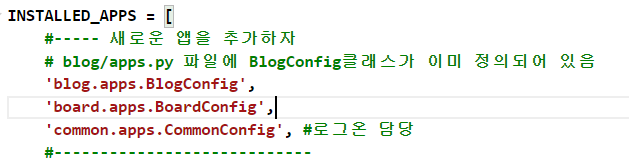 INSTALLED_APPS = [
#----- 새로운 앱을 추가하자
# blog/apps.py 파일에 BlogConfig클래스가 이미 정의되어 있음
'blog.apps.BlogConfig',
'board.apps.BoardConfig',
'common.apps.CommonConfig', #로그온 담당
#----------------------------